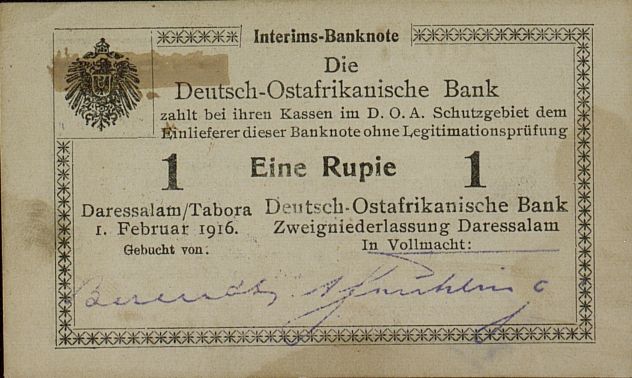 Interims-Banknote
Die
Deutsch-Ostafrikanische Bank
zahlt bei ihren Kassen im D. O. A. Schutzgebiet dem
Einlieferer dieser Banknote ohne Legitimationsprüfung
1 Eine Rupie 1
Daressalam/Tabora
1. Februar 1916.
Gebucht von:
Deutsch-Ostafrikanische Bank
Zweigniederlassung Daressalam
In Vollmacht: